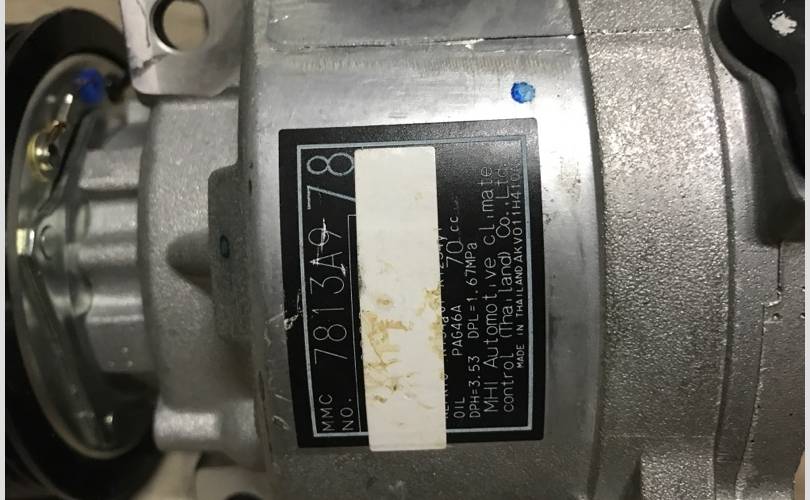 MMC 7813A9 78
NO.
OIL PAG46A 70 cc
DPH=3.53 DPL=1.67MPa
MHI Automotive climate
control (Thailand) Co.,Ltd.
MADE IN THAILAND